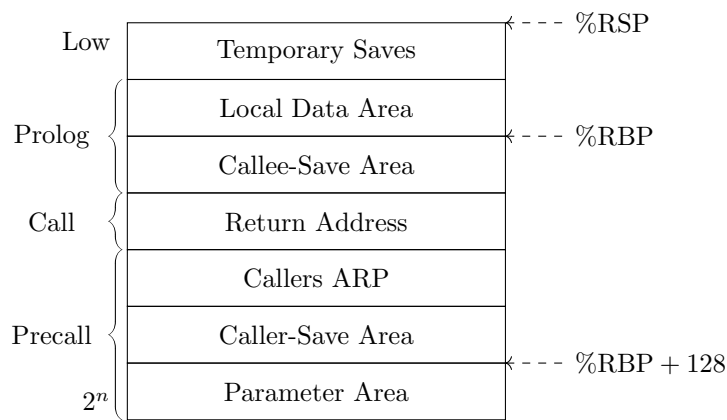 Low
Temporary Saves
%RSP
Prolog
Local Data Area
%RBP
Callee-Save Area
Call
Return Address
Precall
Callers ARP
Caller-Save Area
%RBP + 128
2ⁿ
Parameter Area